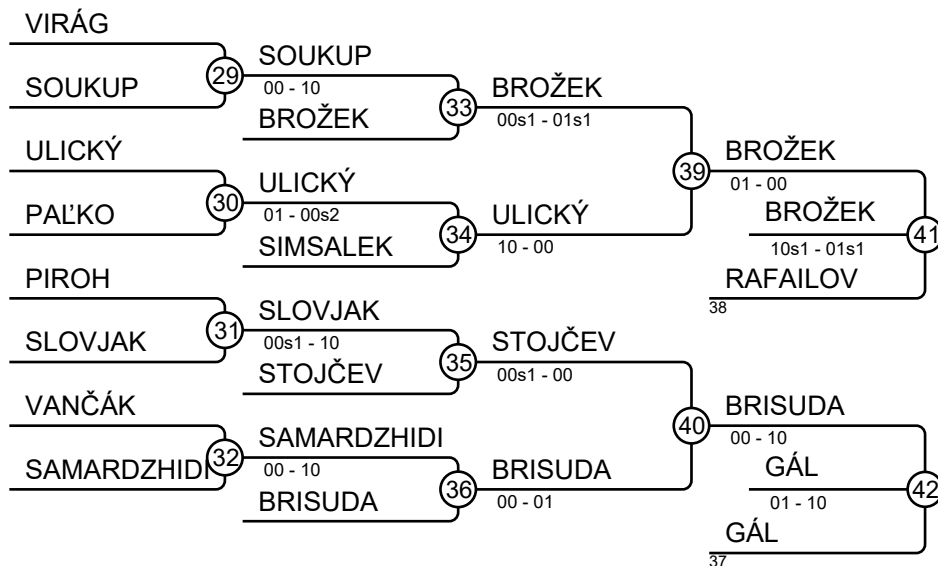 VIRÁG
SOUKUP
29
SOUKUP
00 - 10
BROŽEK
33
BROŽEK
00s1 - 01s1
ULICKÝ
PAĽKO
30
ULICKÝ
01 - 00s2
SIMSALEK
34
ULICKÝ
10 - 00
39
BROŽEK
01 - 00
BROŽEK
10s1 - 01s1
41
RAFAILOV
38
PIROH
SLOVJAK
31
SLOVJAK
00s1 - 10
STOJČEV
35
STOJČEV
00s1 - 00
VANČÁK
SAMARDZHIDI
32
SAMARDZHIDI
00 - 10
BRISUDA
36
BRISUDA
00 - 01
40
BRISUDA
00 - 10
GÁL
01 - 10
42
GÁL
37